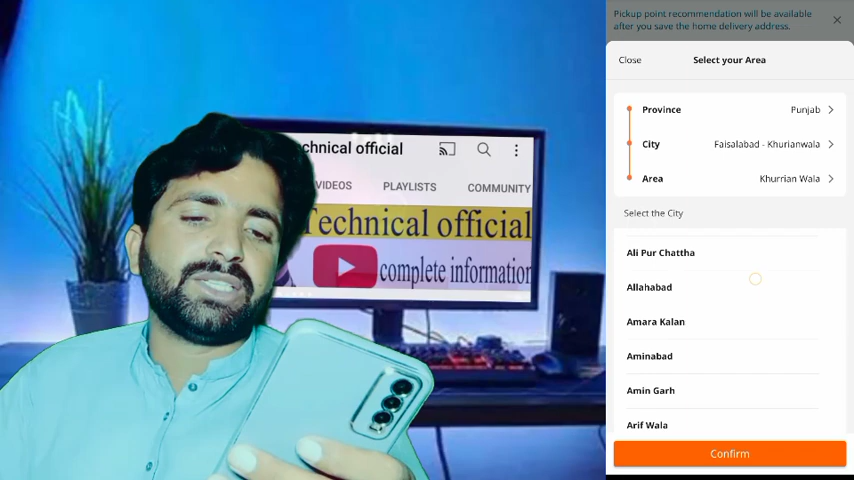 chnical official
VIDEOS PLAYLISTS COMMUNITY
Technical official
complete information
Pickup point recommendation will be available
after you save the home delivery address.
Close Select your Area
Province Punjab
City Faisalabad - Khurianwala
Area Khurrian Wala
Select the City
Ali Pur Chattha
Allahabad
Amara Kalan
Aminabad
Amin Garh
Arif Wala
Confirm